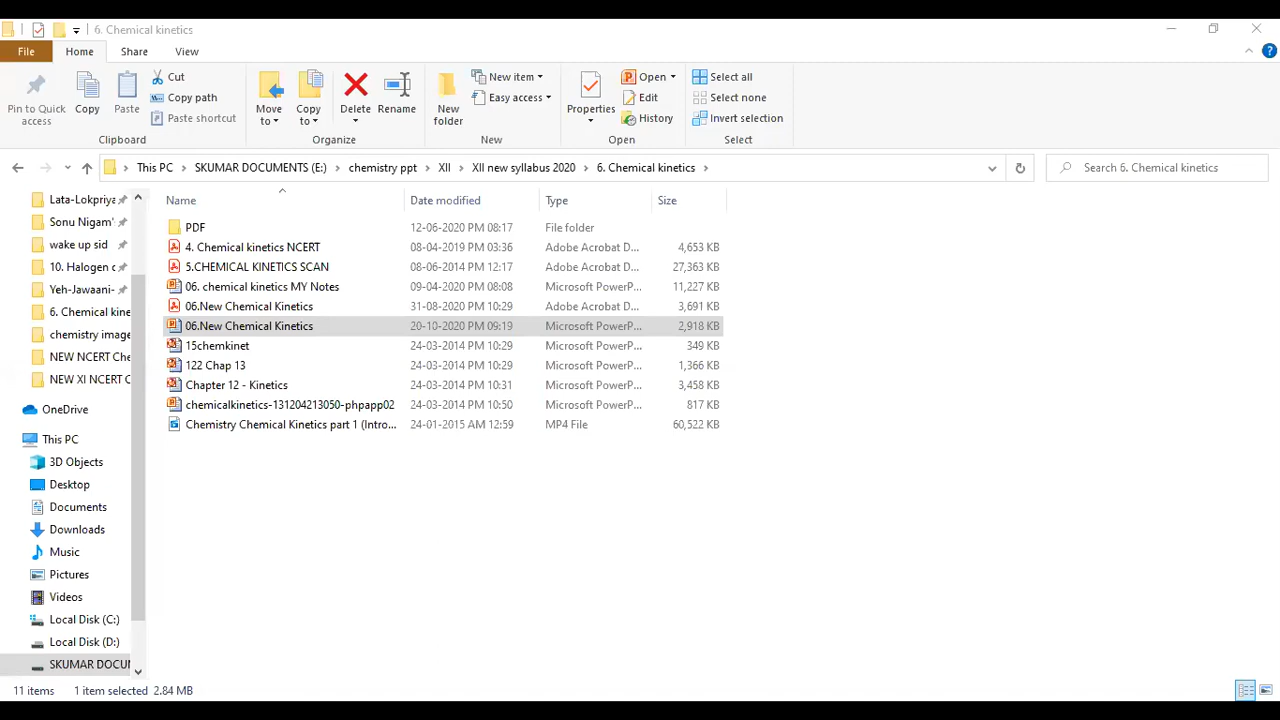 6. Chemical kinetics
File Home Share View
Pin to Quick access
Copy
Paste
Cut
Copy path
Paste shortcut
Clipboard
Move to
Copy to
Delete
Rename
Organize
New folder
New item
Easy access
New
Properties
Open
Edit
History
Open
Select all
Select none
Invert selection
Select
This PC SKUMAR DOCUMENTS (E:) chemistry ppt XII XII new syllabus 2020 6. Chemical kinetics
Search 6. Chemical kinetics
Lata-Lokpriya
Sonu Nigam'
wake up sid
10. Halogen c
Yeh-Jawaani-
6. Chemical kine
chemistry image
NEW NCERT Che
NEW XI NCERT C
OneDrive
This PC
3D Objects
Desktop
Documents
Downloads
Music
Pictures
Videos
Local Disk (C:)
Local Disk (D:)
SKUMAR DOCUM
Name Date modified Type Size
PDF 12-06-2020 PM 08:17 File folder
4. Chemical kinetics NCERT 08-04-2019 PM 03:36 Adobe Acrobat D... 4,653 KB
5.CHEMICAL KINETICS SCAN 08-06-2014 PM 12:17 Adobe Acrobat D... 27,363 KB
06. chemical kinetics MY Notes 09-04-2020 PM 08:08 Microsoft PowerP... 11,227 KB
06.New Chemical Kinetics 31-08-2020 PM 10:29 Adobe Acrobat D... 3,691 KB
06.New Chemical Kinetics 20-10-2020 PM 09:19 Microsoft PowerP... 2,918 KB
15chemkinet 24-03-2014 PM 10:29 Microsoft PowerP... 349 KB
122 Chap 13 24-03-2014 PM 10:29 Microsoft PowerP... 1,366 KB
Chapter 12 - Kinetics 24-03-2014 PM 10:31 Microsoft PowerP... 3,458 KB
chemicalkinetics-131204213050-phpapp02 24-03-2014 PM 10:50 Microsoft PowerP... 817 KB
Chemistry Chemical Kinetics part 1 (Intro... 24-01-2015 AM 12:59 MP4 File 60,522 KB
11 items 1 item selected 2.84 MB